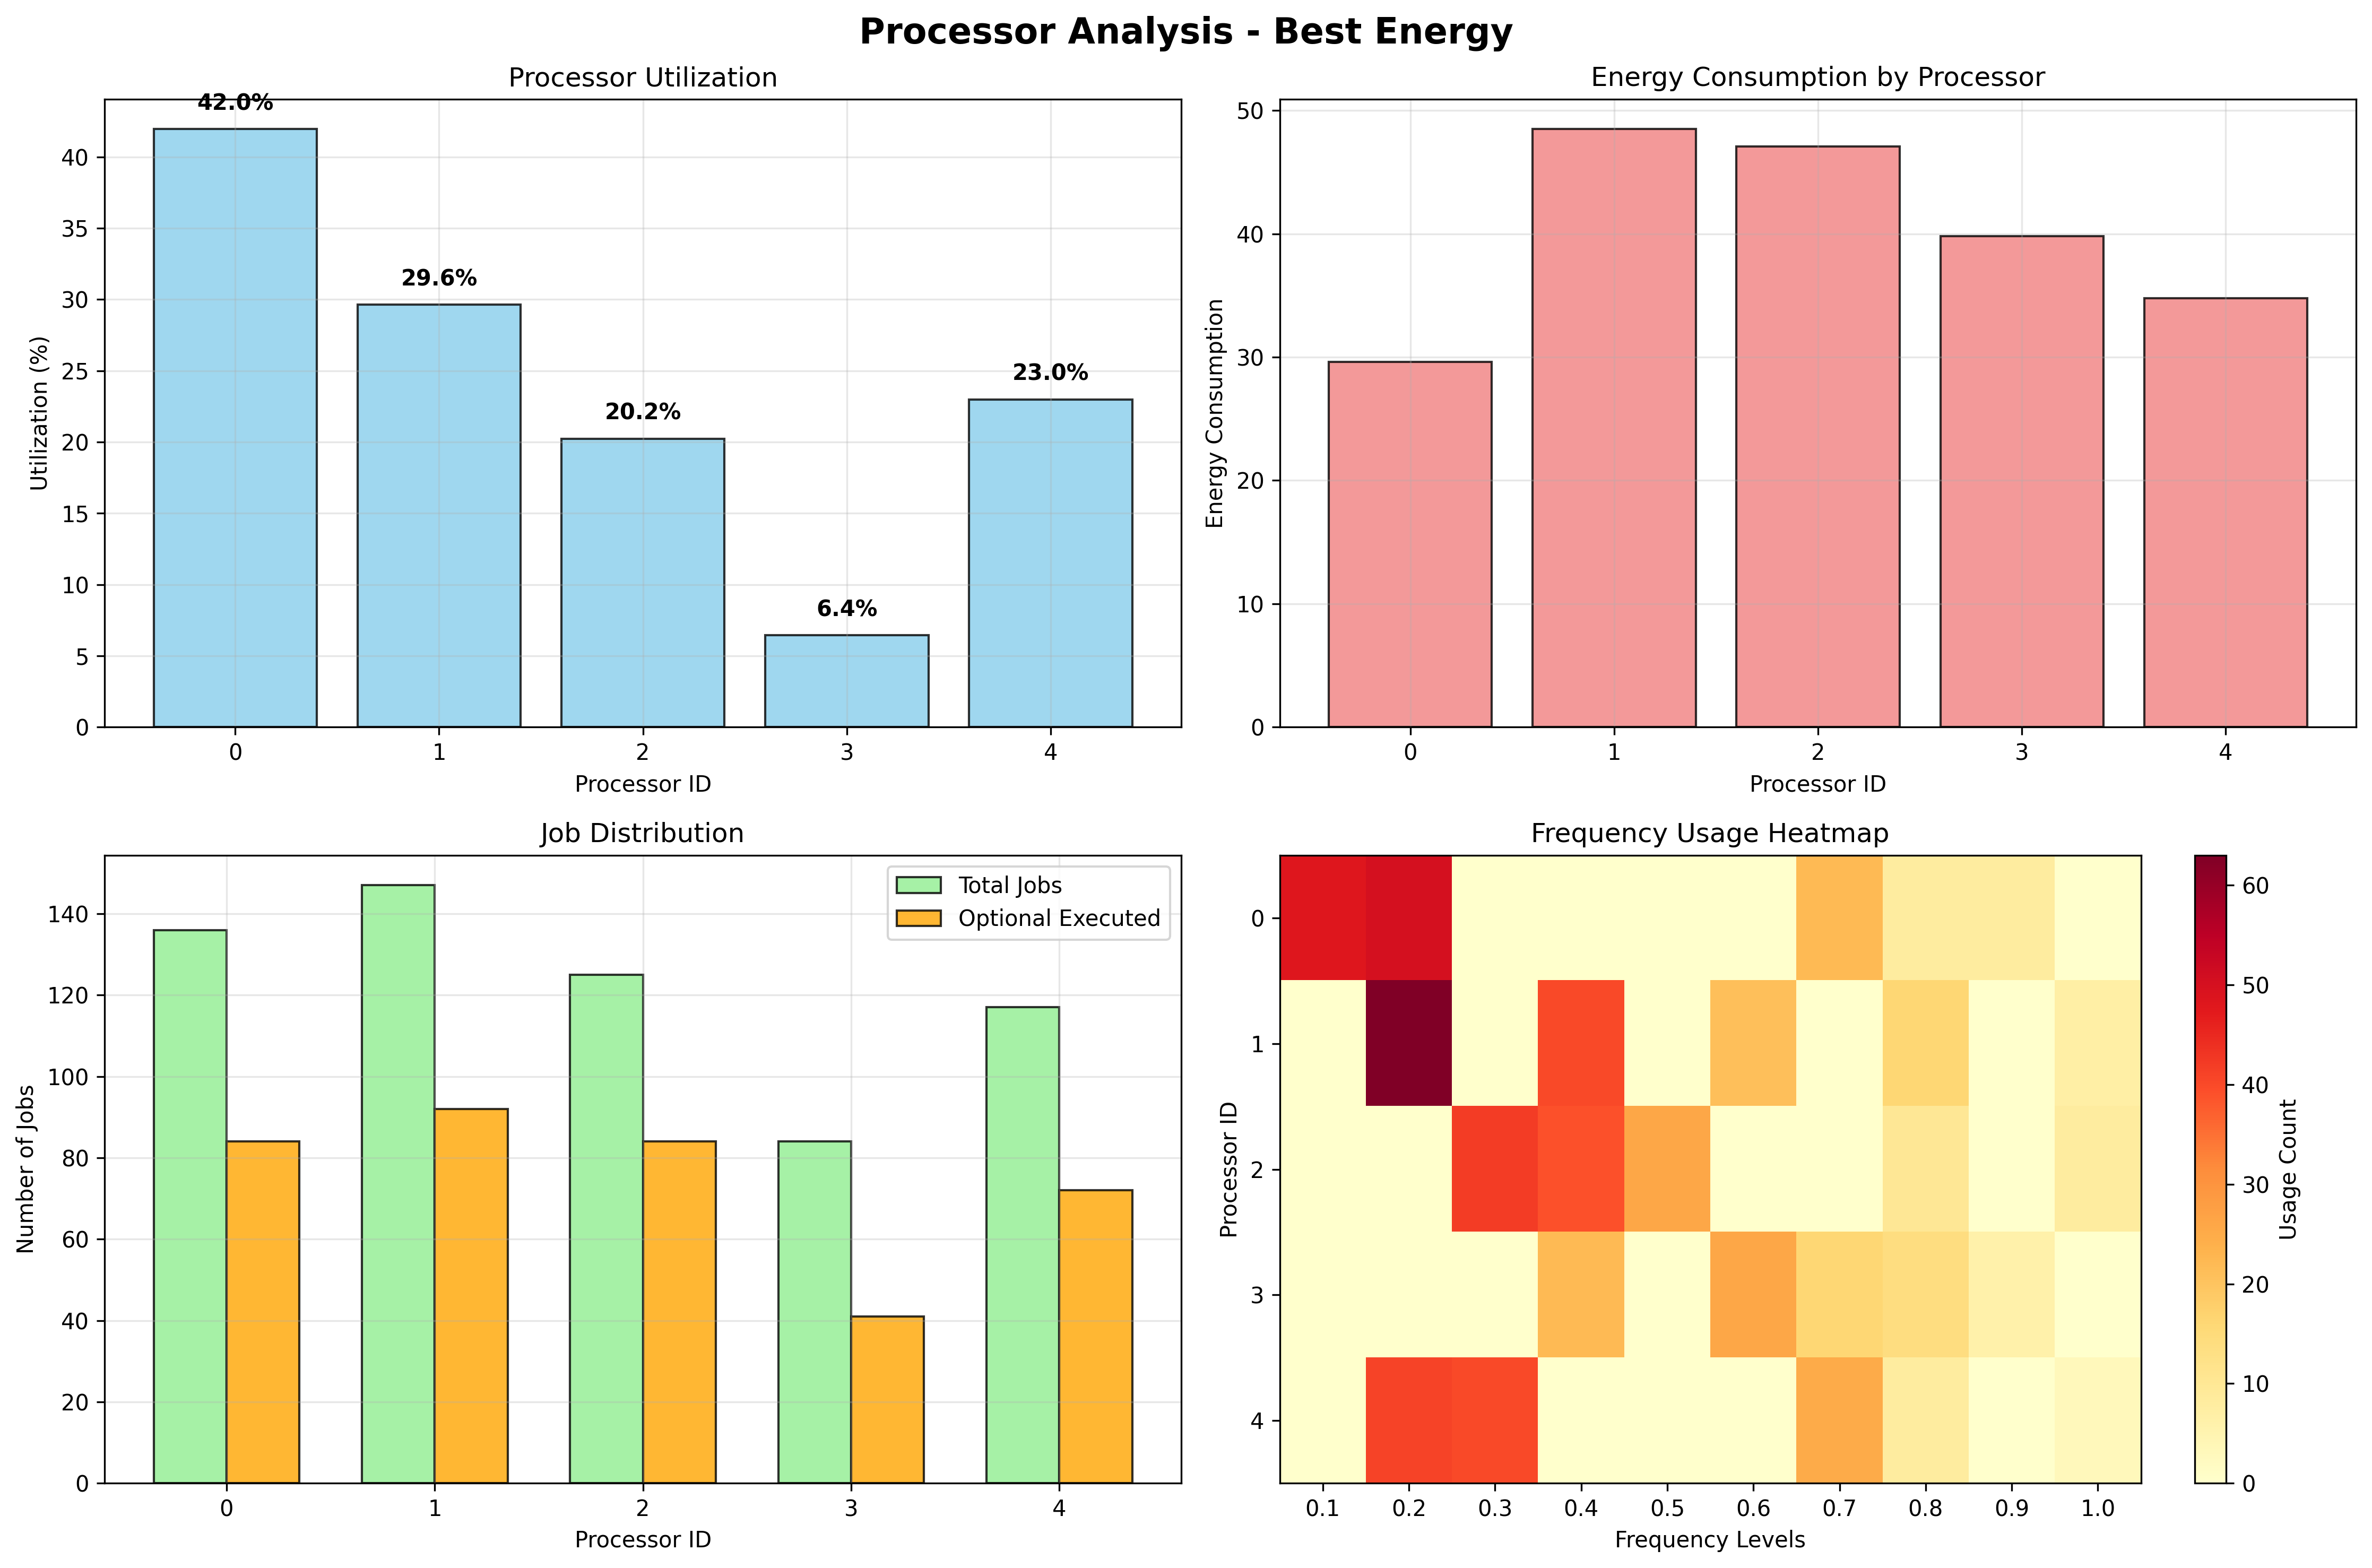 Processor Analysis - Best Energy
Processor Utilization
42.0%
29.6%
20.2%
6.4%
23.0%
40
35
30
25
20
15
10
5
0
Utilization (%)
0 1 2 3 4
Processor ID
Energy Consumption by Processor
50
40
30
20
10
0
Energy Consumption
0 1 2 3 4
Processor ID
Job Distribution
Total Jobs
Optional Executed
140
120
100
80
60
40
20
0
Number of Jobs
0 1 2 3 4
Processor ID
Frequency Usage Heatmap
0
1
2
3
4
Processor ID
0.1 0.2 0.3 0.4 0.5 0.6 0.7 0.8 0.9 1.0
Frequency Levels
60
50
40
30
20
10
0
Usage Count